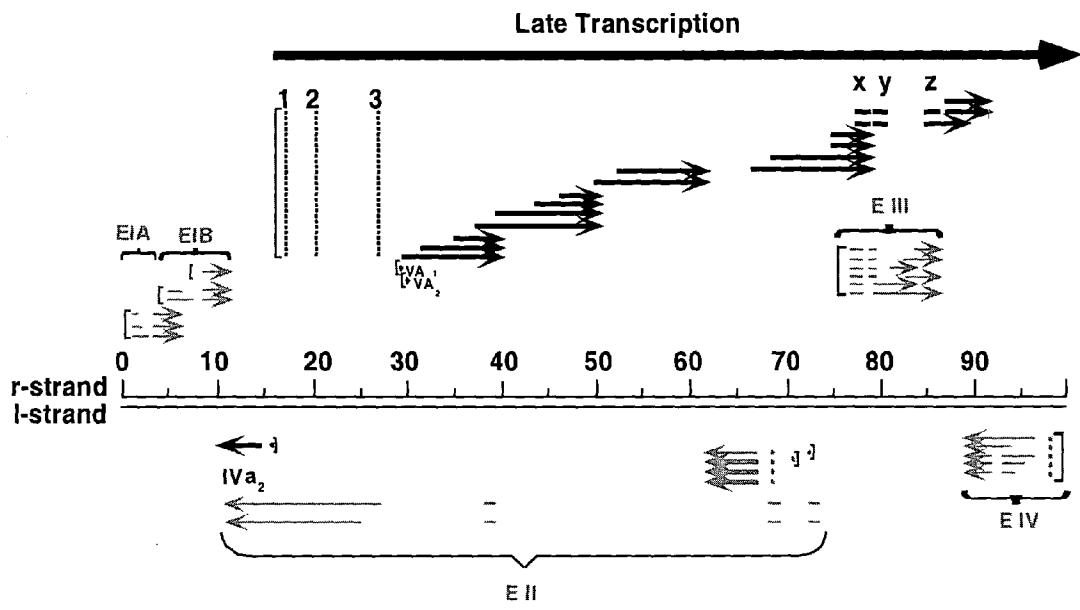 Late Transcription
x y z
1 2 3
E III
EIA EIB
VA1
VA2
0 10 20 30 40 50 60 70 80 90
r-strand
l-strand
IVa2
E IV
E II